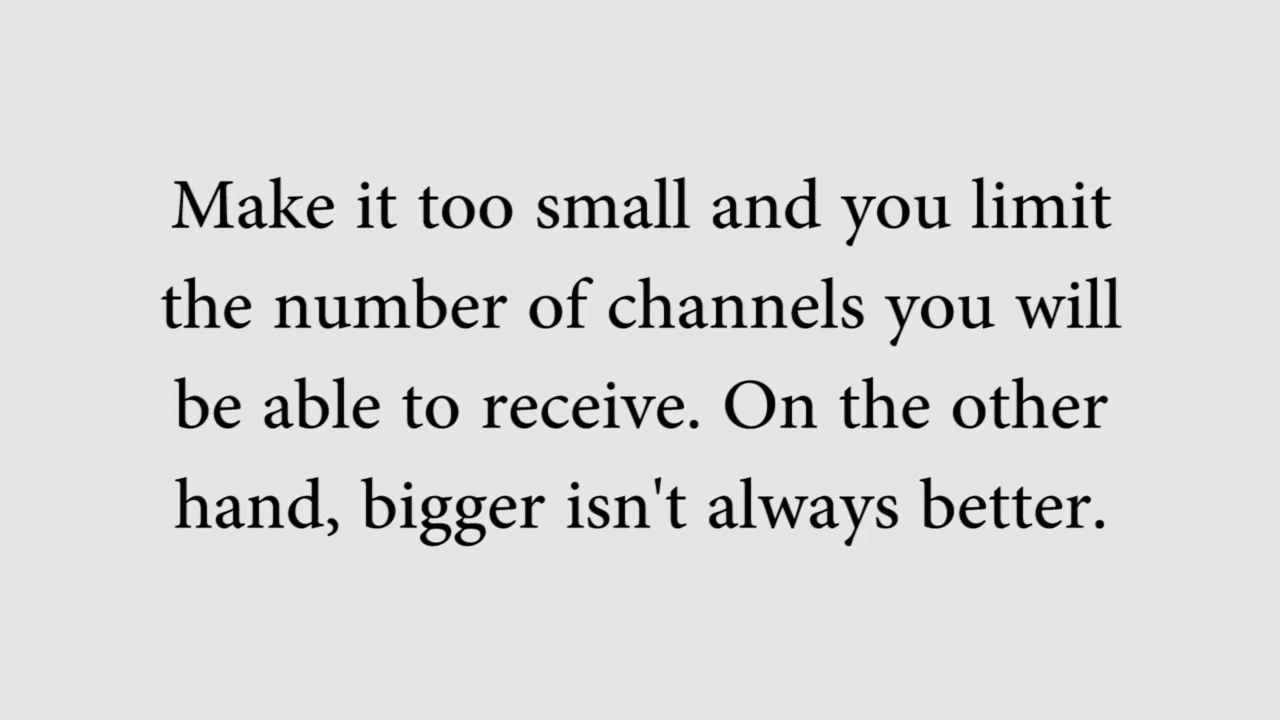 Make it too small and you limit
the number of channels you will
be able to receive. On the other
hand, bigger isn't always better.